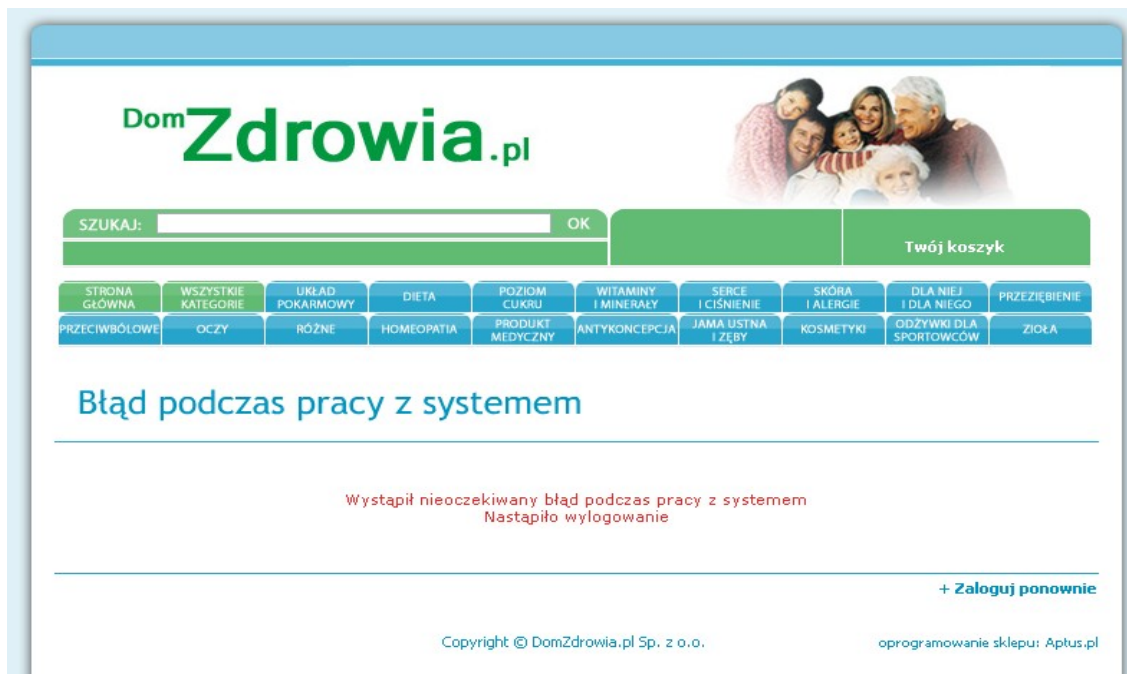 DomZdrowia.pl
SZUKAJ: OK
Twój koszyk
STRONA GŁÓWNA
WSZYSTKIE KATEGORIE
UKŁAD POKARMOWY
DIETA
POZIOM CUKRU
WITAMINY I MINERAŁY
SERCE I CIŚNIENIE
SKÓRA I ALERGIE
DLA NIEJ I DLA NIEGO
PRZEZIĘBIENIE
PRZECIWBÓLOWE
OCZY
RÓŻNE
HOMEOPATIA
PRODUKT MEDYCZNY
ANTYKONCEPCJA
JAMA USTNA I ZĘBY
KOSMETYKI
ODŻYWKI DLA SPORTOWCÓW
ZIOŁA
Błąd podczas pracy z systemem
Wystąpił nieoczekiwany błąd podczas pracy z systemem
Nastąpiło wylogowanie
+ Zaloguj ponownie
Copyright © DomZdrowia.pl Sp. z o.o.
oprogramowanie sklepu: Aptus.pl